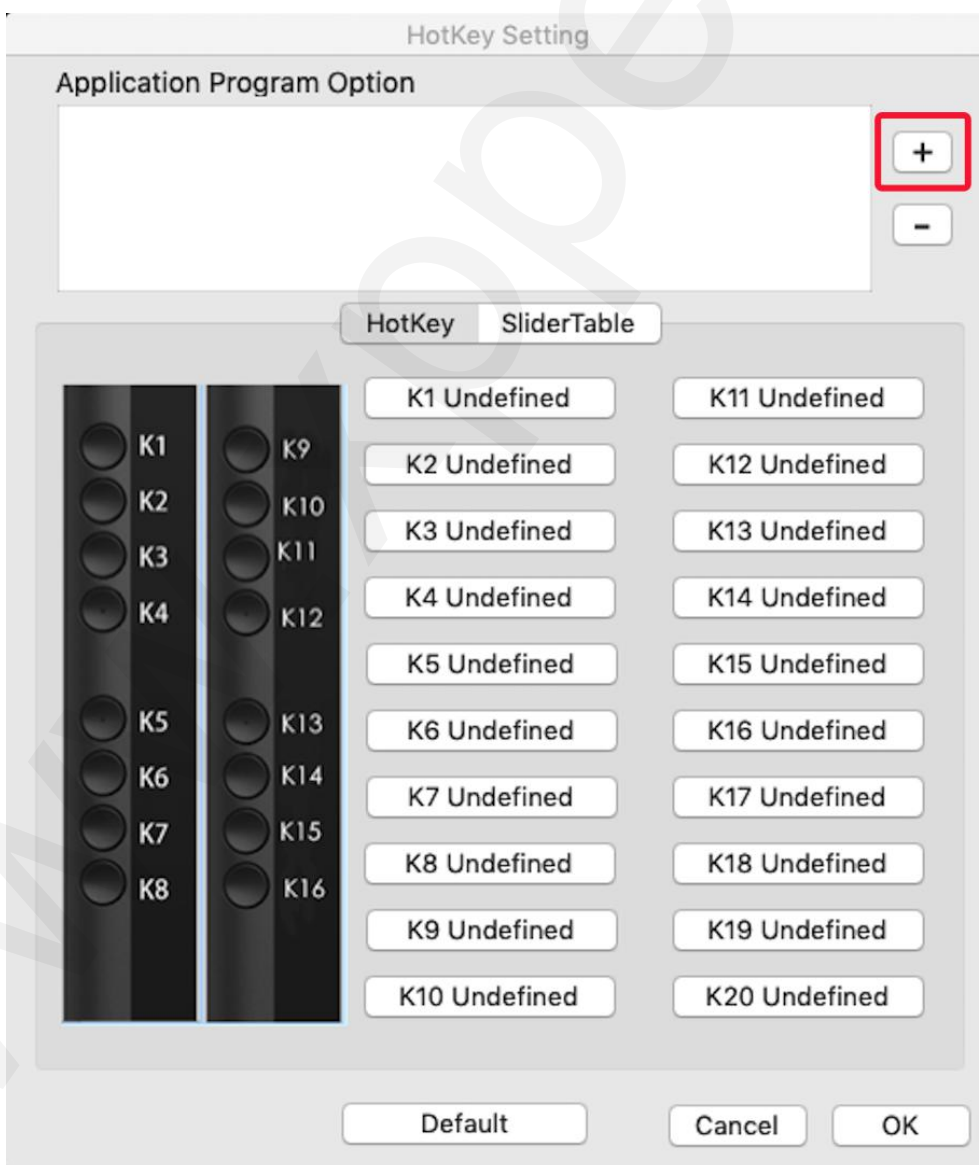 HotKey Setting
Application Program Option
+
-
HotKey SliderTable
K1
K2
K3
K4
K5
K6
K7
K8
K9
K10
K11
K12
K13
K14
K15
K16
K1 Undefined
K2 Undefined
K3 Undefined
K4 Undefined
K5 Undefined
K6 Undefined
K7 Undefined
K8 Undefined
K9 Undefined
K10 Undefined
K11 Undefined
K12 Undefined
K13 Undefined
K14 Undefined
K15 Undefined
K16 Undefined
K17 Undefined
K18 Undefined
K19 Undefined
K20 Undefined
Default Cancel OK